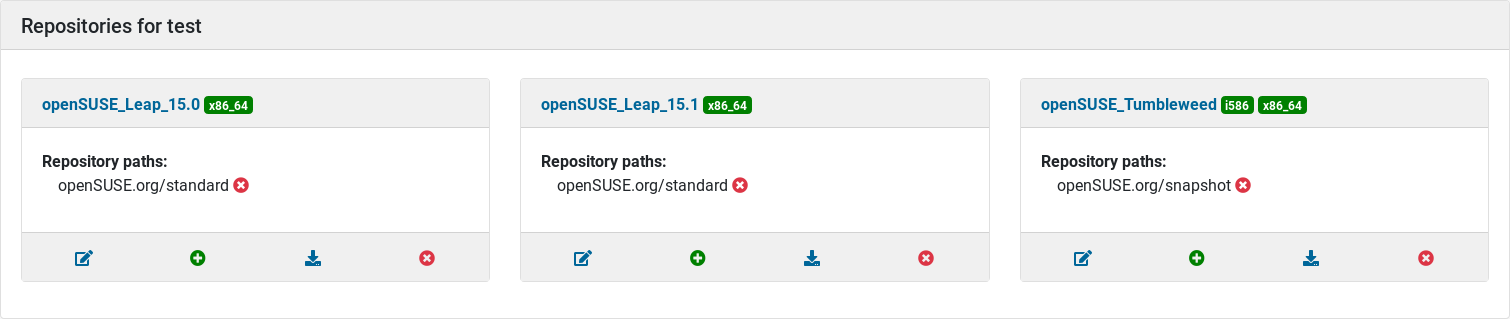 Repositories for test
openSUSE_Leap_15.0 x86_64
Repository paths:
openSUSE.org/standard
openSUSE_Leap_15.1 x86_64
Repository paths:
openSUSE.org/standard
openSUSE_Tumbleweed i586 x86_64
Repository paths:
openSUSE.org/snapshot